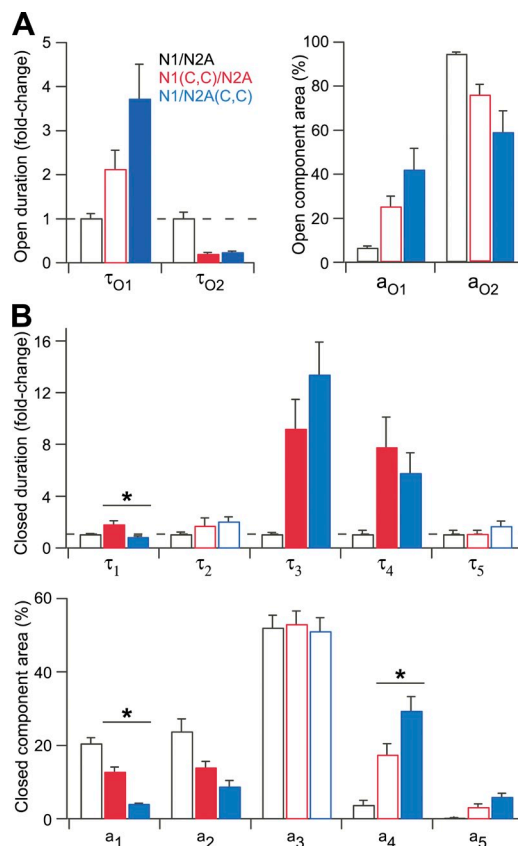 A
Open duration (fold-change)
5
4
3
2
1
0
N1/N2A
N1(C,C)/N2A
N1/N2A(C,C)
τO1
τO2
Open component area (%)
100
80
60
40
20
0
aO1
aO2
B
Closed duration (fold-change)
16
12
8
4
0
*
τ1
τ2
τ3
τ4
τ5
Closed component area (%)
60
40
20
0
*
*
a1
a2
a3
a4
a5